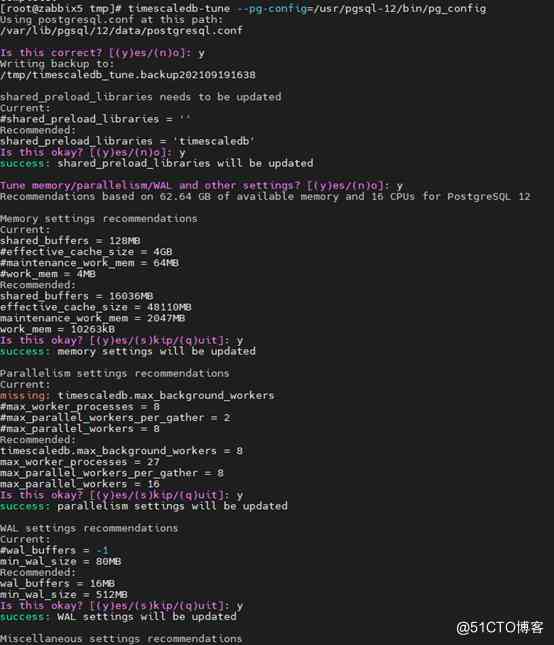 [root@zabbix5 tmp]# timescaledb-tune --pg-config=/usr/pgsql-12/bin/pg_config
Using postgresql.conf at this path:
/var/lib/pgsql/12/data/postgresql.conf
Is this correct? [(y)es/(n)o]: y
Writing backup to:
/tmp/timescaledb_tune.backup202109191638
shared_preload_libraries needs to be updated
Current:
#shared_preload_libraries = ''
Recommended:
shared_preload_libraries = 'timescaledb'
Is this okay? [(y)es/(n)o]: y
success: shared_preload_libraries will be updated
Tune memory/parallelism/WAL and other settings? [(y)es/(n)o]: y
Recommendations based on 62.64 GB of available memory and 16 CPUs for PostgreSQL 12
Memory settings recommendations
Current:
shared_buffers = 128MB
#effective_cache_size = 4GB
#maintenance_work_mem = 64MB
#work_mem = 4MB
Recommended:
shared_buffers = 16036MB
effective_cache_size = 48110MB
maintenance_work_mem = 2047MB
work_mem = 10263kB
Is this okay? [(y)es/(s)kip/(q)uit]: y
success: memory settings will be updated
Parallelism settings recommendations
Current:
missing: timescaledb.max_background_workers
#max_worker_processes = 8
#max_parallel_workers_per_gather = 2
#max_parallel_workers = 8
Recommended:
timescaledb.max_background_workers = 8
max_worker_processes = 27
max_parallel_workers_per_gather = 8
max_parallel_workers = 16
Is this okay? [(y)es/(s)kip/(q)uit]: y
success: parallelism settings will be updated
WAL settings recommendations
Current:
#wal_buffers = -1
min_wal_size = 80MB
Recommended:
wal_buffers = 16MB
min_wal_size = 512MB
Is this okay? [(y)es/(s)kip/(q)uit]: y
success: WAL settings will be updated
Miscellaneous settings recommendations
@51CTO博客